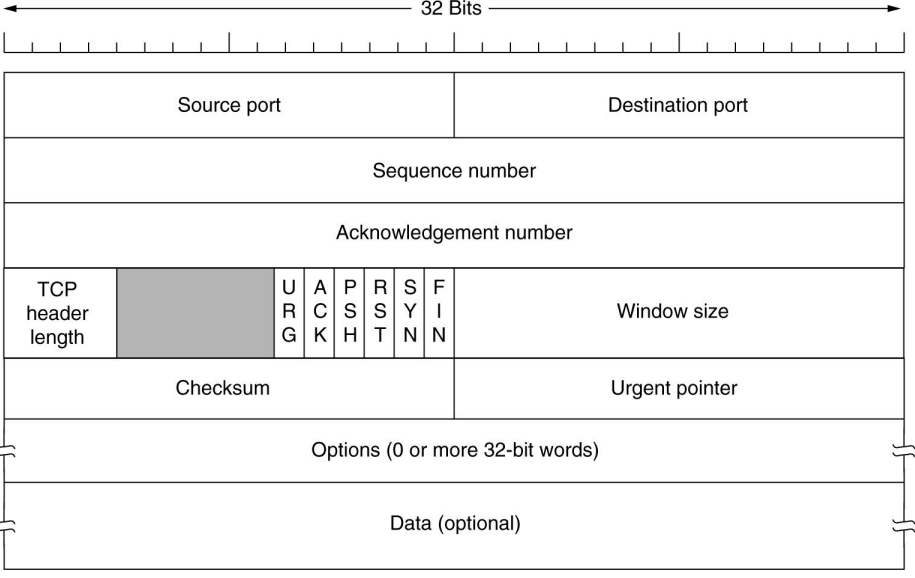 32 Bits
Source port
Destination port
Sequence number
Acknowledgement number
TCP
header
length
URG
ACK
PSH
RST
SYN
FIN
Window size
Checksum
Urgent pointer
Options (0 or more 32-bit words)
Data (optional)